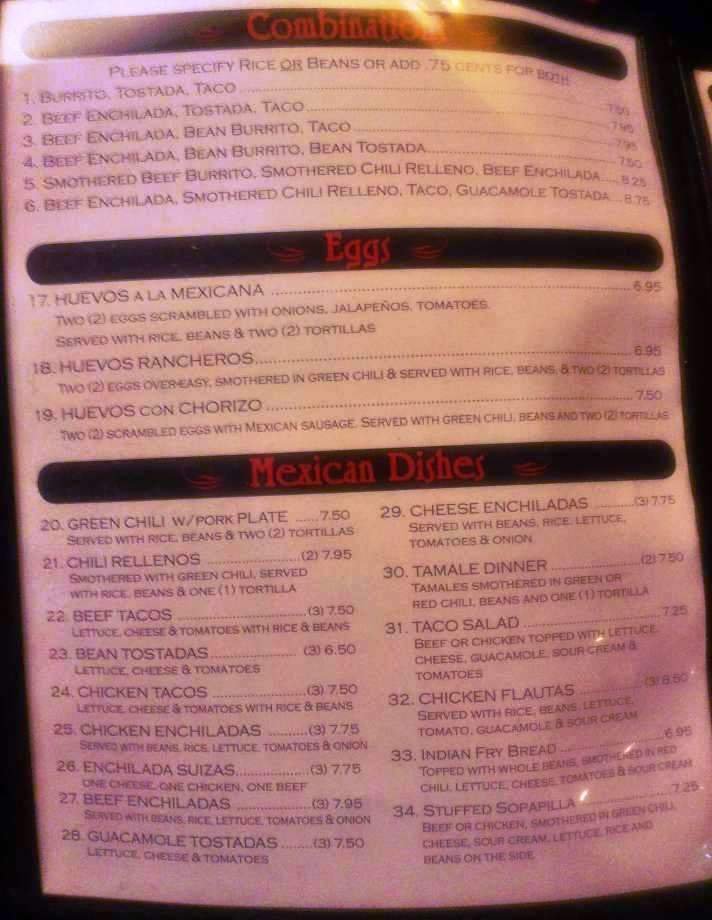 Combinations
PLEASE SPECIFY RICE OR BEANS OR ADD .75 CENTS FOR BOTH
1. BURRITO, TOSTADA, TACO ........ 7.50
2. BEEF ENCHILADA, TOSTADA, TACO ........ 7.95
3. BEEF ENCHILADA, BEAN BURRITO, TACO ........ 7.95
4. BEEF ENCHILADA, BEAN BURRITO, BEAN TOSTADA........ 7.50
5. SMOTHERED BEEF BURRITO, SMOTHERED CHILI RELLENO, BEEF ENCHILADA..... 8.25
6. BEEF ENCHILADA, SMOTHERED CHILI RELLENO, TACO, GUACAMOLE TOSTADA... 8.75
Eggs
17. HUEVOS A LA MEXICANA ........ 6.95
TWO (2) EGGS SCRAMBLED WITH ONIONS, JALAPEÑOS, TOMATOES.
SERVED WITH RICE, BEANS & TWO (2) TORTILLAS
18. HUEVOS RANCHEROS........ 6.95
TWO (2) EGGS OVER-EASY, SMOTHERED IN GREEN CHILI & SERVED WITH RICE, BEANS, & TWO (2) TORTILLAS
19. HUEVOS CON CHORIZO ........ 7.50
TWO (2) SCRAMBLED EGGS WITH MEXICAN SAUSAGE. SERVED WITH GREEN CHILI, BEANS AND TWO (2) TORTILLAS
Mexican Dishes
20. GREEN CHILI W/PORK PLATE ......7.50
SERVED WITH RICE, BEANS & TWO (2) TORTILLAS
21. CHILI RELLENOS ........(2) 7.95
SMOTHERED WITH GREEN CHILI, SERVED
WITH RICE, BEANS & ONE (1) TORTILLA
22. BEEF TACOS ........(3) 7.50
LETTUCE, CHEESE & TOMATOES WITH RICE & BEANS
23. BEAN TOSTADAS........ (3) 6.50
LETTUCE, CHEESE & TOMATOES
24. CHICKEN TACOS ........(3) 7.50
LETTUCE, CHEESE & TOMATOES WITH RICE & BEANS
25. CHICKEN ENCHILADAS ..........(3) 7.75
SERVED WITH BEANS, RICE, LETTUCE, TOMATOES & ONION
26. ENCHILADA SUIZAS........(3) 7.75
ONE CHEESE, ONE CHICKEN, ONE BEEF
27. BEEF ENCHILADAS ........(3) 7.95
SERVED WITH BEANS, RICE, LETTUCE, TOMATOES & ONION
28. GUACAMOLE TOSTADAS ........(3) 7.50
LETTUCE, CHEESE & TOMATOES
29. CHEESE ENCHILADAS ..........(3) 7.75
SERVED WITH BEANS, RICE, LETTUCE,
TOMATOES & ONION
30. TAMALE DINNER ........(2) 7.50
TAMALES SMOTHERED IN GREEN OR
RED CHILI, BEANS AND ONE (1) TORTILLA
31. TACO SALAD ........7.25
BEEF OR CHICKEN TOPPED WITH LETTUCE,
CHEESE, GUACAMOLE, SOUR CREAM &
TOMATOES
32. CHICKEN FLAUTAS ........(3) 8.50
SERVED WITH RICE, BEANS, LETTUCE,
TOMATO, GUACAMOLE & SOUR CREAM
33. INDIAN FRY BREAD ........6.95
TOPPED WITH WHOLE BEANS, SMOTHERED IN RED
CHILI, LETTUCE, CHEESE, TOMATOES & SOUR CREAM
34. STUFFED SOPAPILLA ........7.25
BEEF OR CHICKEN, SMOTHERED IN GREEN CHILI,
CHEESE, SOUR CREAM, LETTUCE, RICE AND
BEANS ON THE SIDE